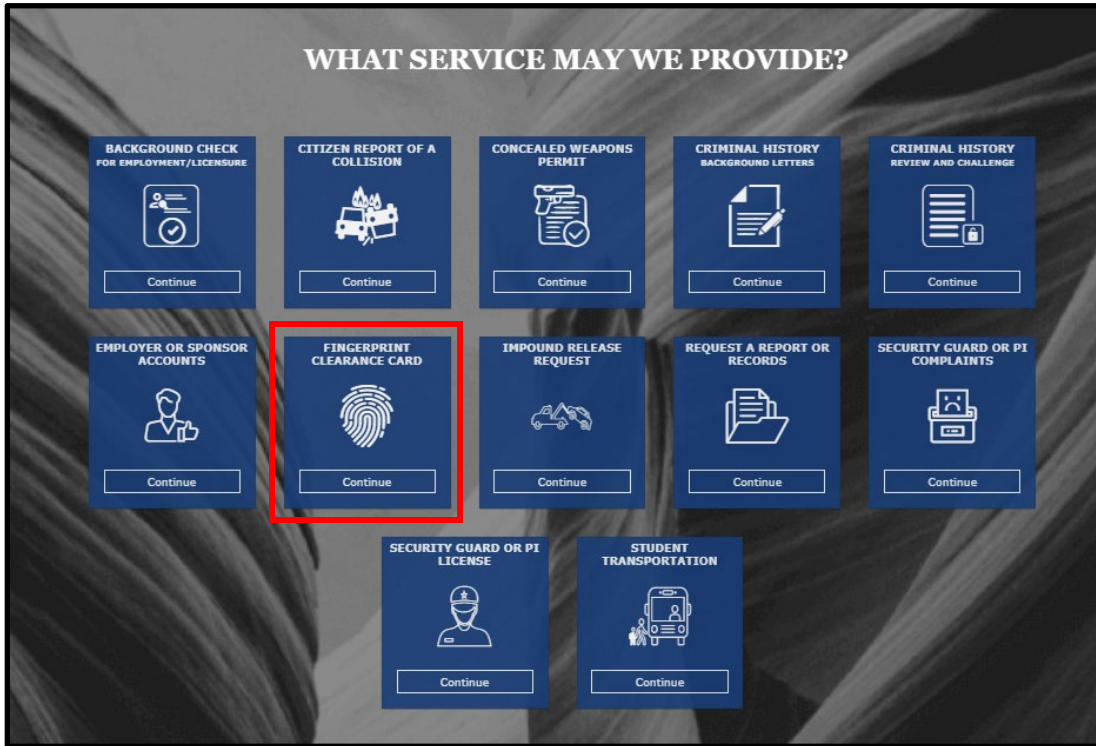 WHAT SERVICE MAY WE PROVIDE?
BACKGROUND CHECK
FOR EMPLOYMENT/LICENSURE
Continue
CITIZEN REPORT OF A
COLLISION
Continue
CONCEALED WEAPONS
PERMIT
Continue
CRIMINAL HISTORY
BACKGROUND LETTERS
Continue
CRIMINAL HISTORY
REVIEW AND CHALLENGE
Continue
EMPLOYER OR SPONSOR
ACCOUNTS
Continue
FINGERPRINT
CLEARANCE CARD
Continue
IMPOUND RELEASE
REQUEST
Continue
REQUEST A REPORT OR
RECORDS
Continue
SECURITY GUARD OR PI
COMPLAINTS
Continue
SECURITY GUARD OR PI
LICENSE
Continue
STUDENT
TRANSPORTATION
Continue